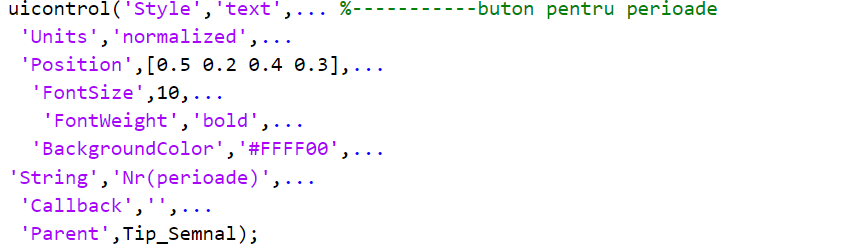 uicontrol('Style','text',... %-----------buton pentru perioade
'Units','normalized',...
'Position',[0.5 0.2 0.4 0.3],...
'FontSize',10,...
'FontWeight','bold',...
'BackgroundColor','#FFFF00',...
'String','Nr(perioade)',...
'Callback','',...
'Parent',Tip_Semnal);